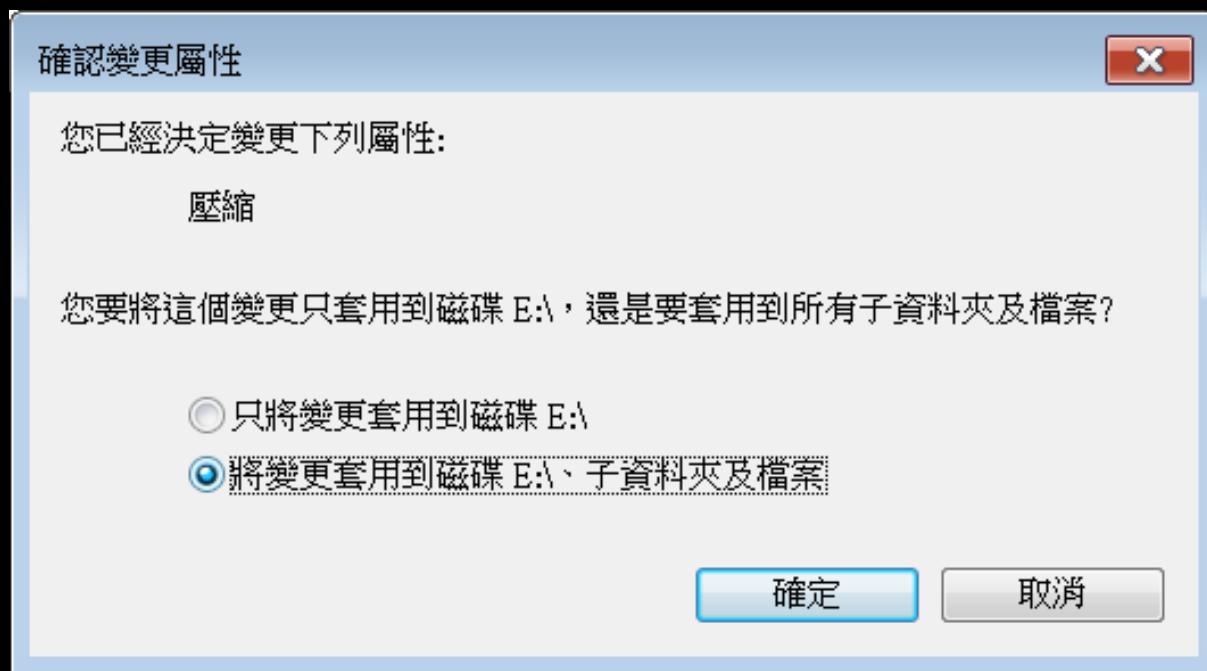 確認變更屬性
您已經決定變更下列屬性:
壓縮
您要將這個變更只套用到磁碟 E:\，還是要套用到所有子資料夾及檔案?
只將變更套用到磁碟 E:\
將變更套用到磁碟 E:\、子資料夾及檔案
確定
取消